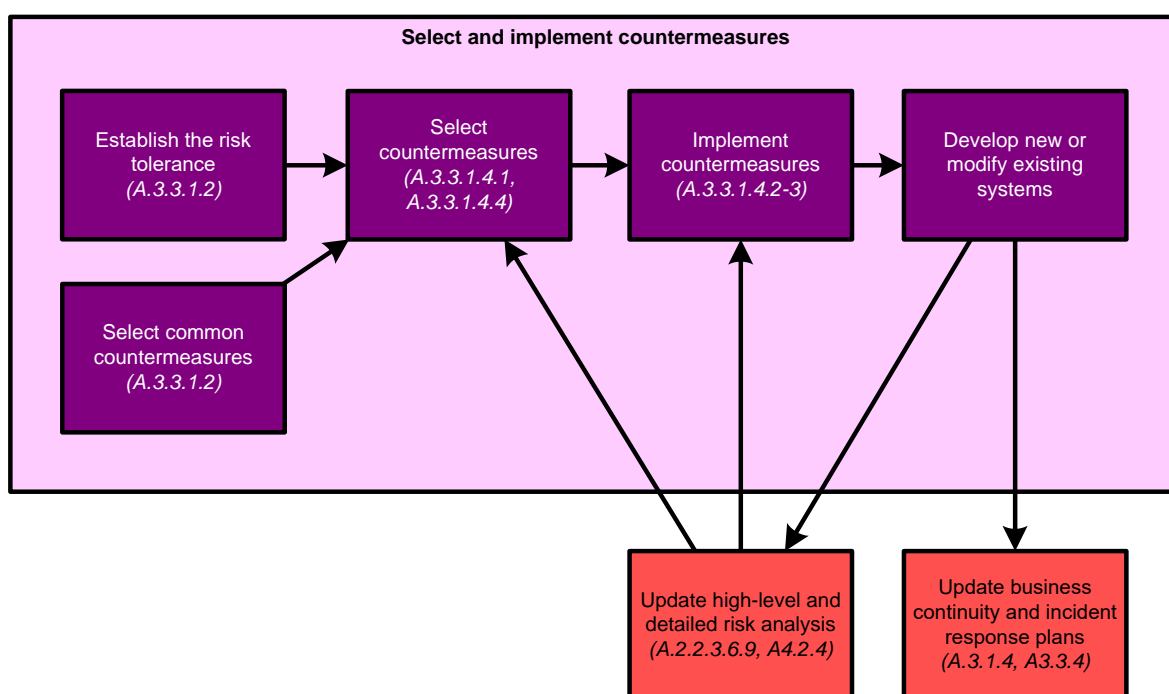 Select and implement countermeasures
Establish the risk
tolerance
(A.3.3.1.2)
Select
countermeasures
(A.3.3.1.4.1,
A.3.3.1.4.4)
Implement
countermeasures
(A.3.3.1.4.2-3)
Develop new or
modify existing
systems
Select common
countermeasures
(A.3.3.1.2)
Update high-level and
detailed risk analysis
(A.2.2.3.6.9, A4.2.4)
Update business
continuity and incident
response plans
(A.3.1.4, A3.3.4)